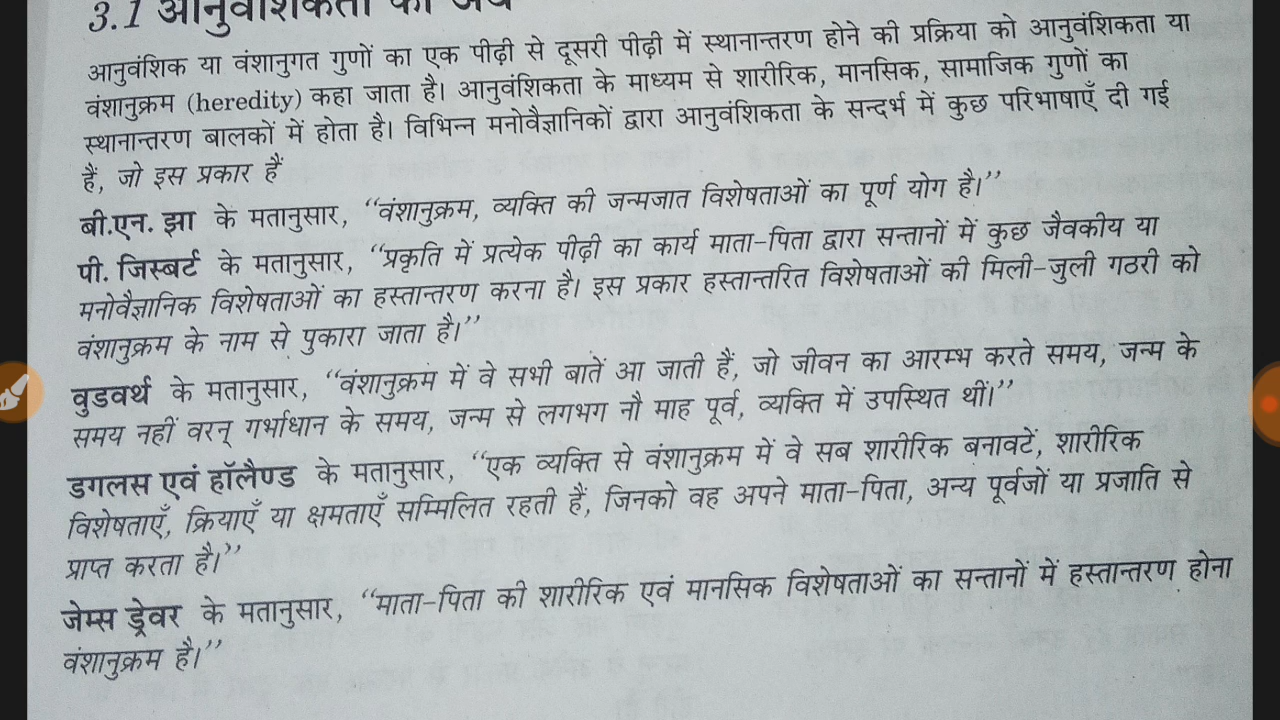 3.1 आनुवंशिकता का अर्थ
आनुवंशिक या वंशानुगत गुणों का एक पीढ़ी से दूसरी पीढ़ी में स्थानान्तरण होने की प्रक्रिया को आनुवंशिकता या
वंशानुक्रम (heredity) कहा जाता है। आनुवंशिकता के माध्यम से शारीरिक, मानसिक, सामाजिक गुणों का
स्थानान्तरण बालकों में होता है। विभिन्न मनोवैज्ञानिकों द्वारा आनुवंशिकता के सन्दर्भ में कुछ परिभाषाएँ दी गई
हैं, जो इस प्रकार हैं
बी.एन. झा के मतानुसार, “वंशानुक्रम, व्यक्ति की जन्मजात विशेषताओं का पूर्ण योग है।”
पी. जिस्बर्ट के मतानुसार, “प्रकृति में प्रत्येक पीढ़ी का कार्य माता-पिता द्वारा सन्तानों में कुछ जैवकीय या
मनोवैज्ञानिक विशेषताओं का हस्तान्तरण करना है। इस प्रकार हस्तान्तरित विशेषताओं की मिली-जुली गठरी को
वंशानुक्रम के नाम से पुकारा जाता है।”
वुडवर्थ के मतानुसार, “वंशानुक्रम में वे सभी बातें आ जाती हैं, जो जीवन का आरम्भ करते समय, जन्म के
समय नहीं वरन् गर्भाधान के समय, जन्म से लगभग नौ माह पूर्व, व्यक्ति में उपस्थित थीं।”
डगलस एवं हॉलैण्ड के मतानुसार, “एक व्यक्ति से वंशानुक्रम में वे सब शारीरिक बनावटें, शारीरिक
विशेषताएँ, क्रियाएँ या क्षमताएँ सम्मिलित रहती हैं, जिनको वह अपने माता-पिता, अन्य पूर्वजों या प्रजाति से
प्राप्त करता है।”
जेम्स ड्रेवर के मतानुसार, “माता-पिता की शारीरिक एवं मानसिक विशेषताओं का सन्तानों में हस्तान्तरण होना
वंशानुक्रम है।”